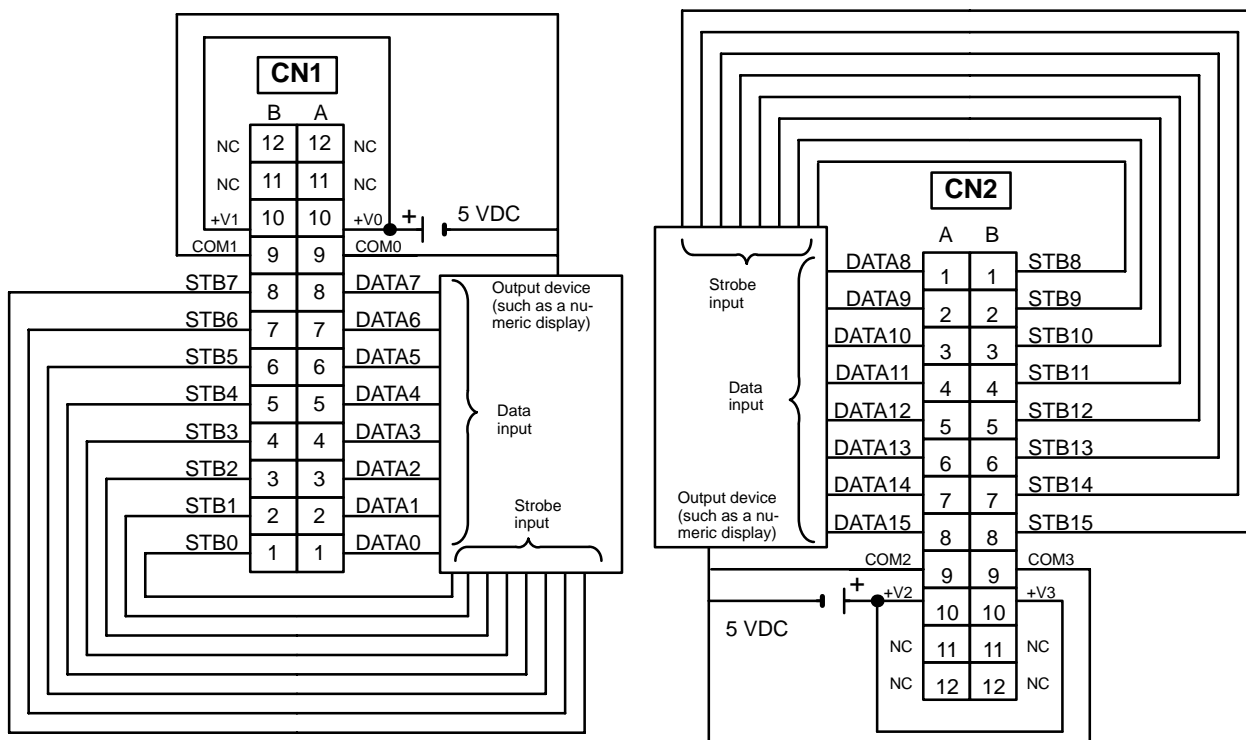 CN1
B A
NC 12 12 NC
NC 11 11 NC
+V1 10 10 +V0 + 5 VDC
COM1 9 9 COM0
STB7 8 8 DATA7
STB6 7 7 DATA6
STB5 6 6 DATA5
STB4 5 5 DATA4
STB3 4 4 DATA3
STB2 3 3 DATA2
STB1 2 2 DATA1
STB0 1 1 DATA0
Output device
(such as a nu-
meric display)
Data
input
Strobe
input
CN2
A B
DATA8 1 1 STB8
DATA9 2 2 STB9
DATA10 3 3 STB10
DATA11 4 4 STB11
DATA12 5 5 STB12
DATA13 6 6 STB13
DATA14 7 7 STB14
DATA15 8 8 STB15
COM2 9 9 COM3
+ +V2 10 10 +V3
5 VDC
NC 11 11 NC
NC 12 12 NC
Strobe
input
Data
input
Output device
(such as a nu-
meric display)